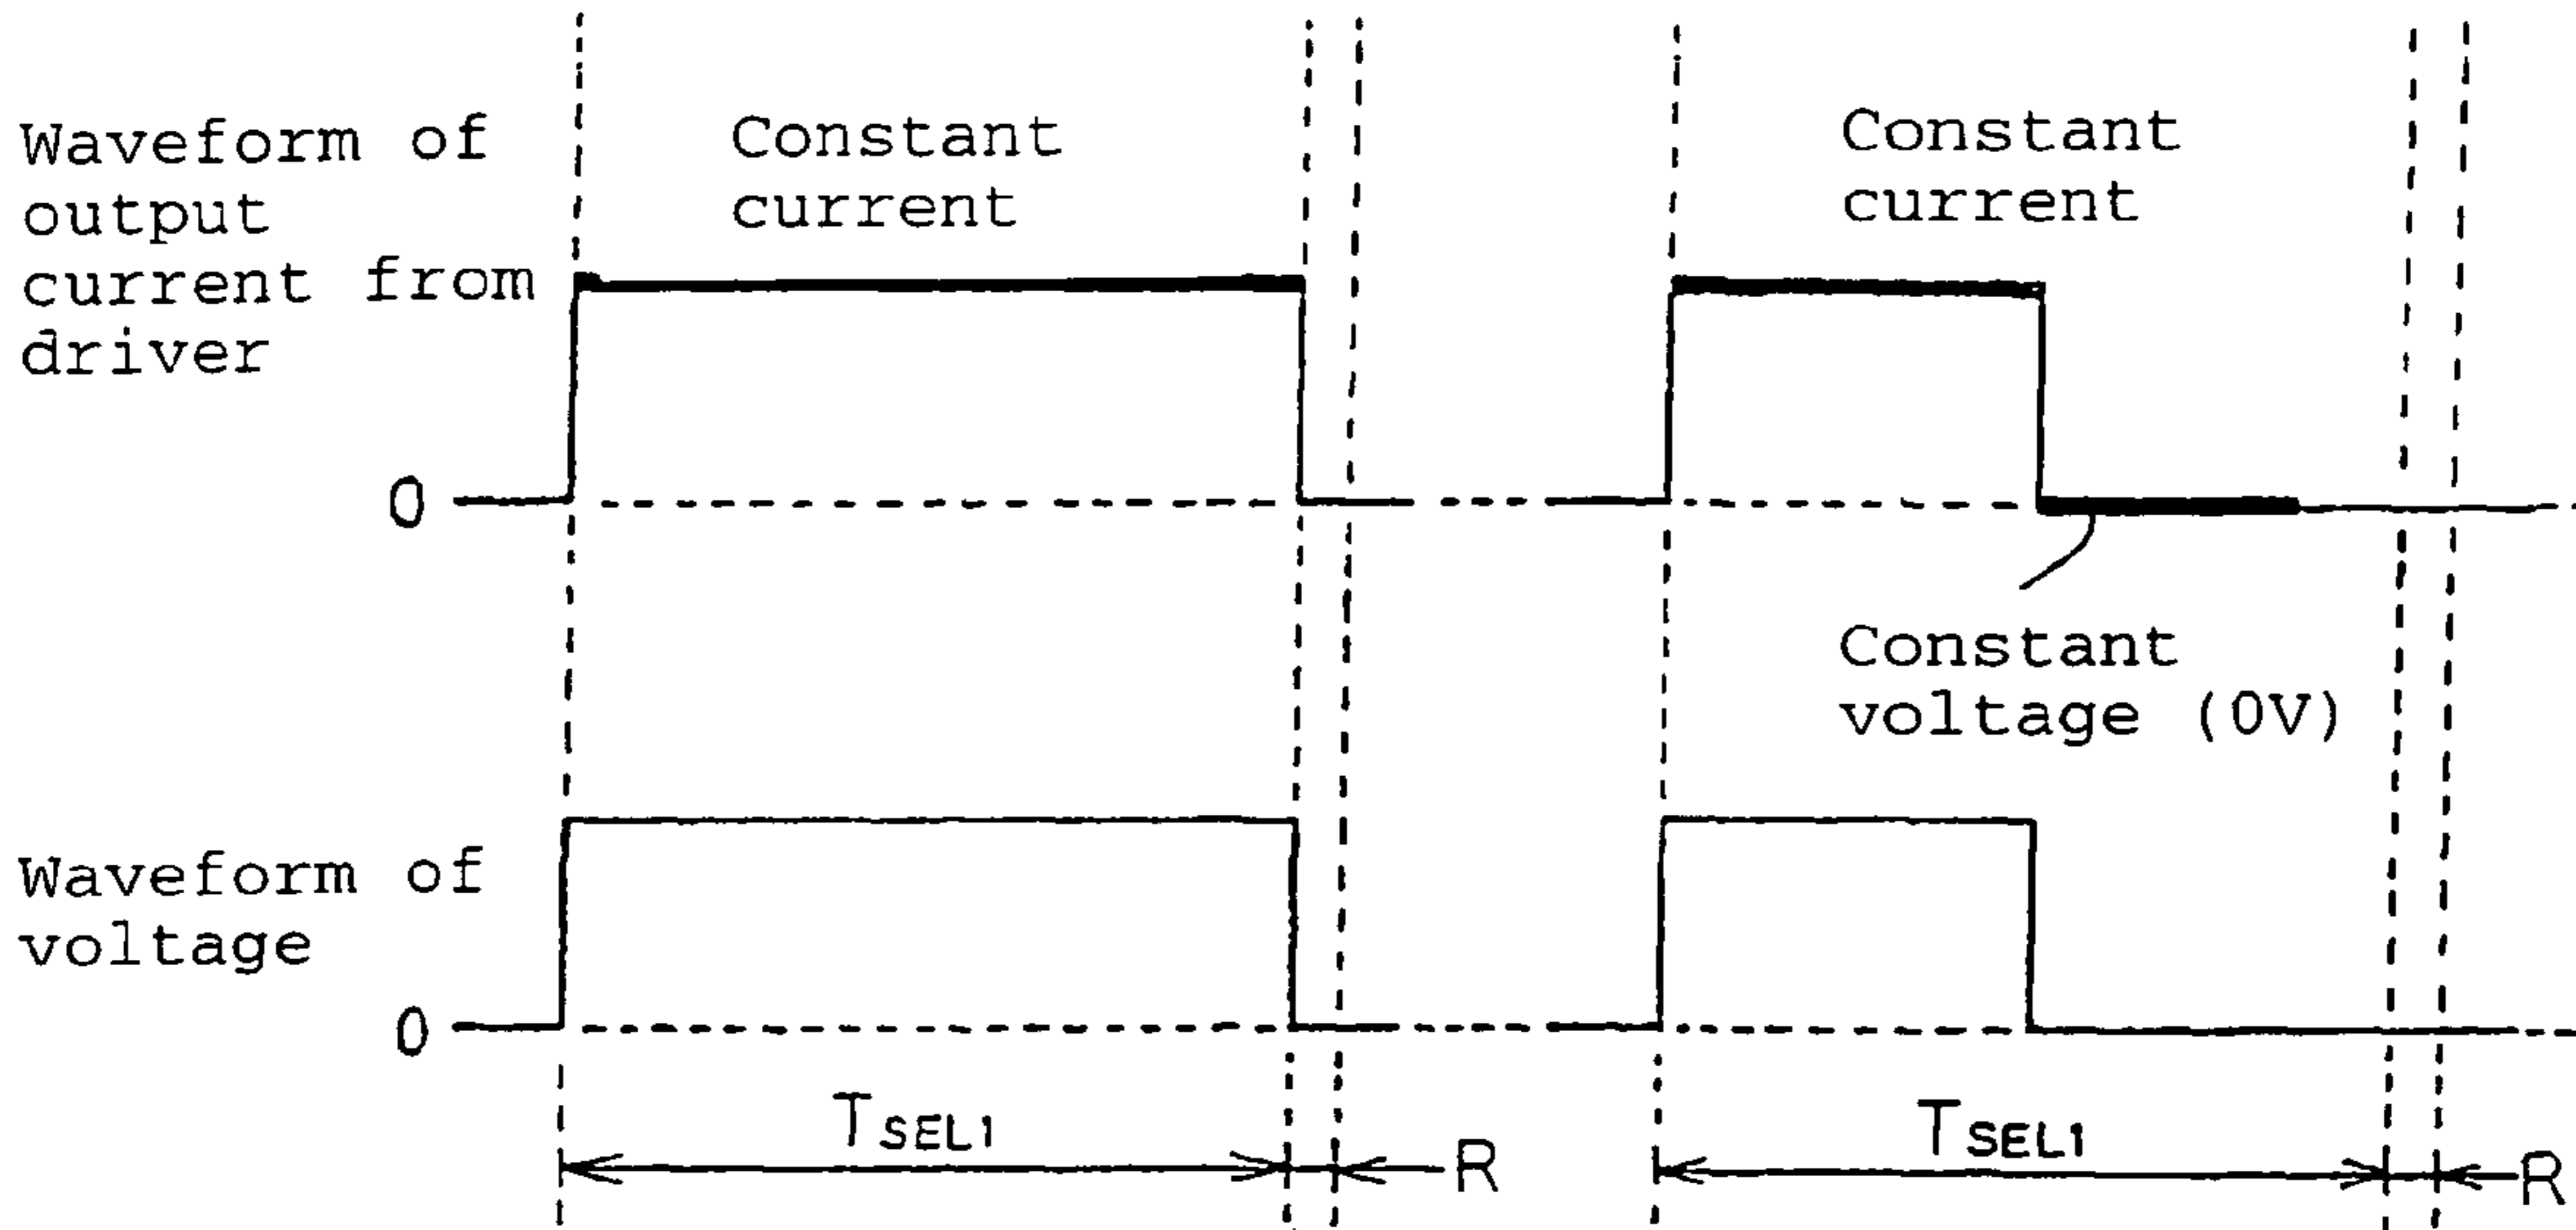 Waveform of
output
current from
driver
Constant
current
Constant
current
0
Constant
voltage (0V)
Waveform of
voltage
0
TSEL1
R
TSEL1
R